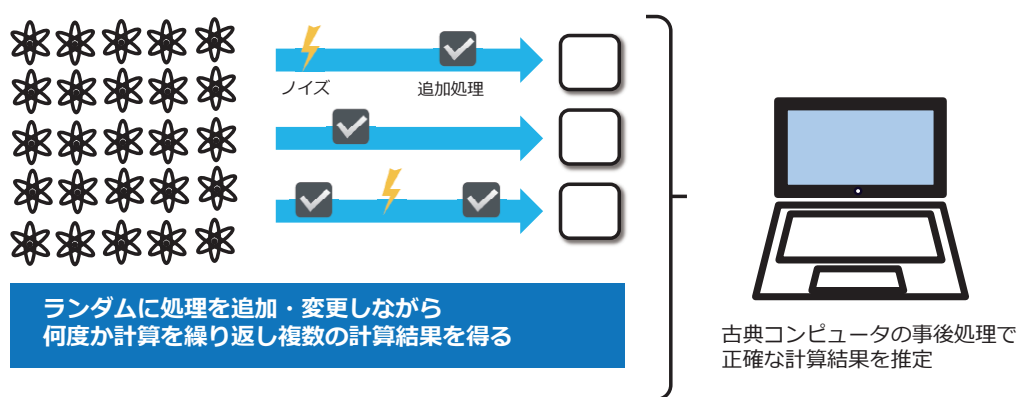 ノイズ
追加処理
ランダムに処理を追加・変更しながら
何度か計算を繰り返し複数の計算結果を得る
古典コンピュータの事後処理で
正確な計算結果を推定